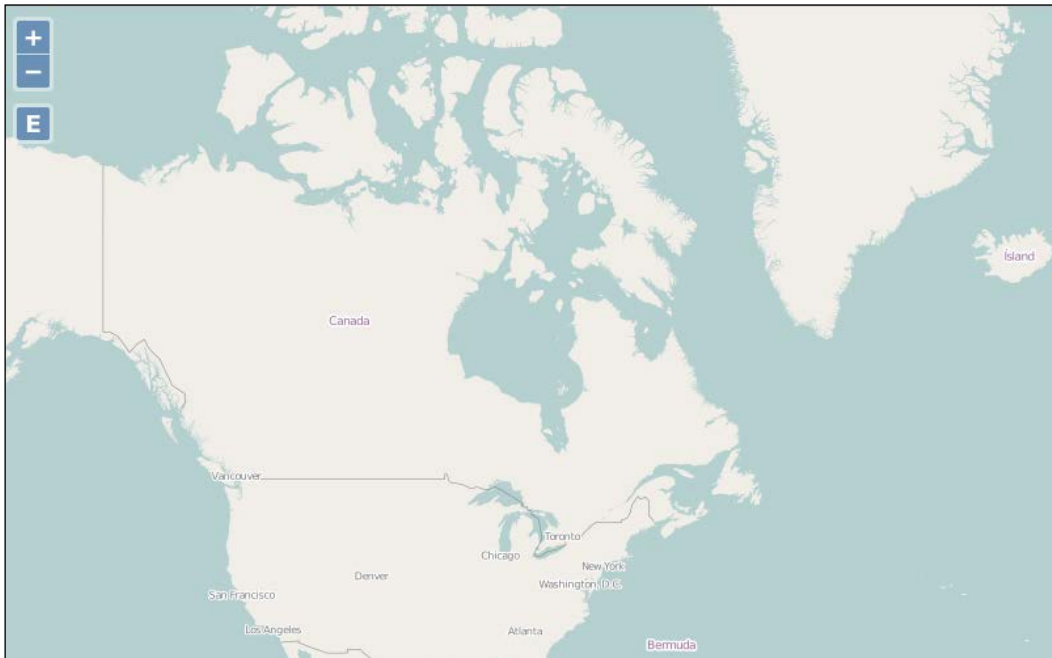 +
−
E
Ísland
Canada
Vancouver
Toronto
Chicago
New York
Denver
Washington, D.C.
San Francisco
Los Angeles
Atlanta
Bermuda